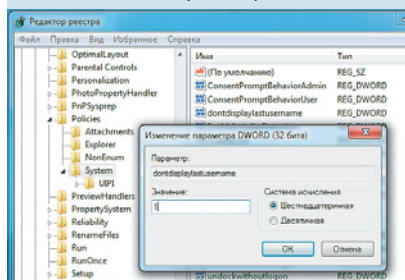 Редактор реестра
Файл Правка Вид Избранное Справка
OptimalLayout
Parental Controls
Personalization
PhotoPropertyHandler
PnPSysprep
Policies
Attachments
Explorer
NonEnum
System
UIPI
PreviewHandlers
PropertySystem
Reliability
RenameFiles
Run
RunOnce
Setup
Имя Тип
(По умолчанию) REG_SZ
ConsentPromptBehaviorAdmin REG_DWORD
ConsentPromptBehaviorUser REG_DWORD
dontdisplaylastusername REG_DWORD
Изменение параметра DWORD (32 бита)
Параметр:
dontdisplaylastusername
Значение:
1
Система исчисления
Шестнадцатеричная
Десятичная
OK Отмена
undockwithoutlogon REG_DWORD